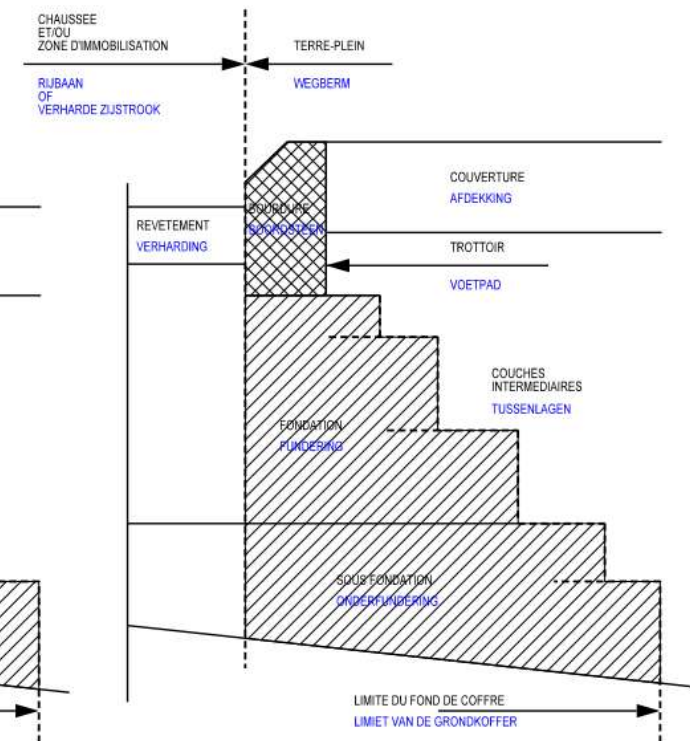 CHAUSSEE
ET/OU
ZONE D'IMMOBILISATION
RIJBAAN
OF
VERHARDE ZIJSTROOK
TERRE-PLEIN
WEGBERM
COUVERTURE
AFDEKKING
BOURDURE
BOORDSTEEN
REVETEMENT
VERHARDING
TROTTOIR
VOETPAD
COUCHES
INTERMEDIAIRES
TUSSENLAGEN
FONDATION
FUNDERING
SOUS FONDATION
ONDERFUNDERING
LIMITE DU FOND DE COFFRE
LIMIET VAN DE GRONDKOFFER